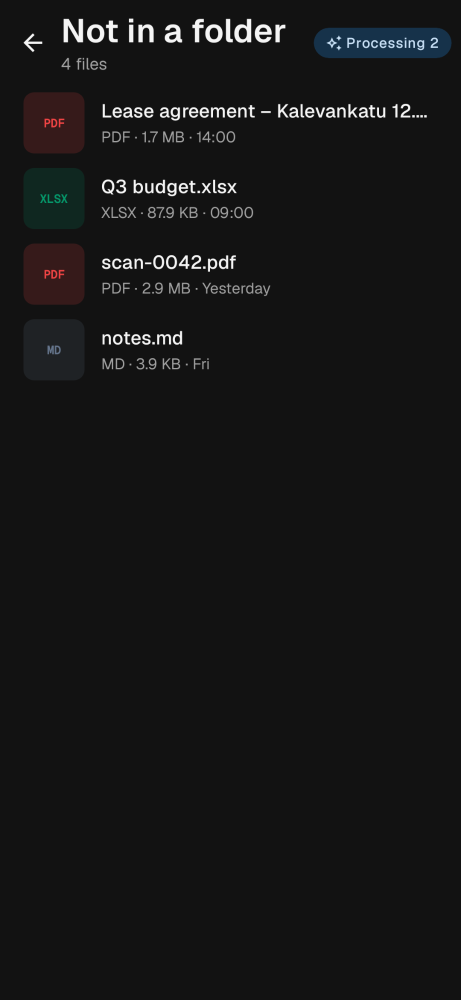 Not in a folder
4 files
Processing 2
PDF
Lease agreement – Kalevankatu 12....
PDF · 1.7 MB · 14:00
XLSX
Q3 budget.xlsx
XLSX · 87.9 KB · 09:00
PDF
scan-0042.pdf
PDF · 2.9 MB · Yesterday
MD
notes.md
MD · 3.9 KB · Fri